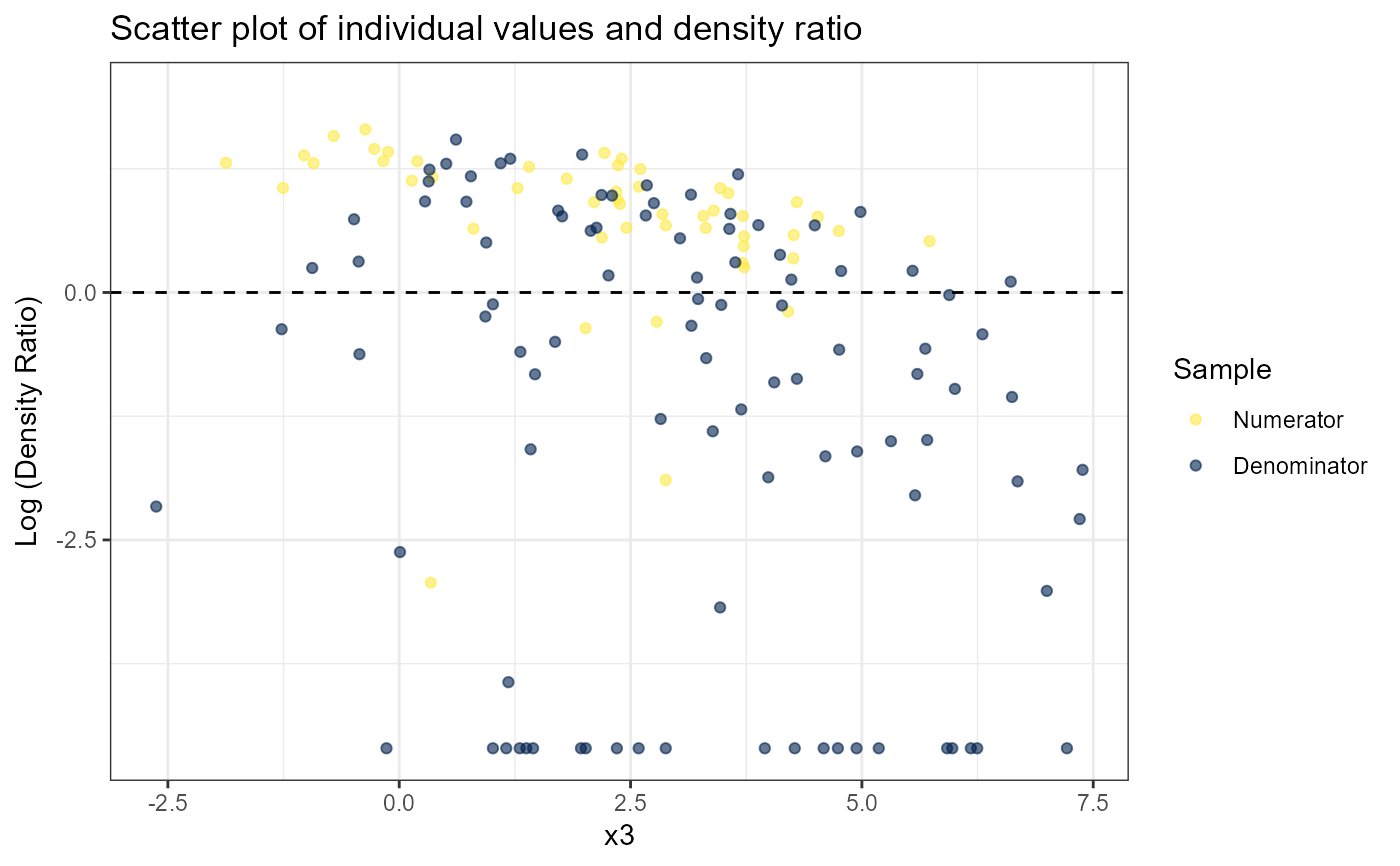 Scatter plot of individual values and density ratio
Log (Density Ratio)
0.0
-2.5
-2.5
0.0
2.5
5.0
7.5
x3
Sample
Numerator
Denominator